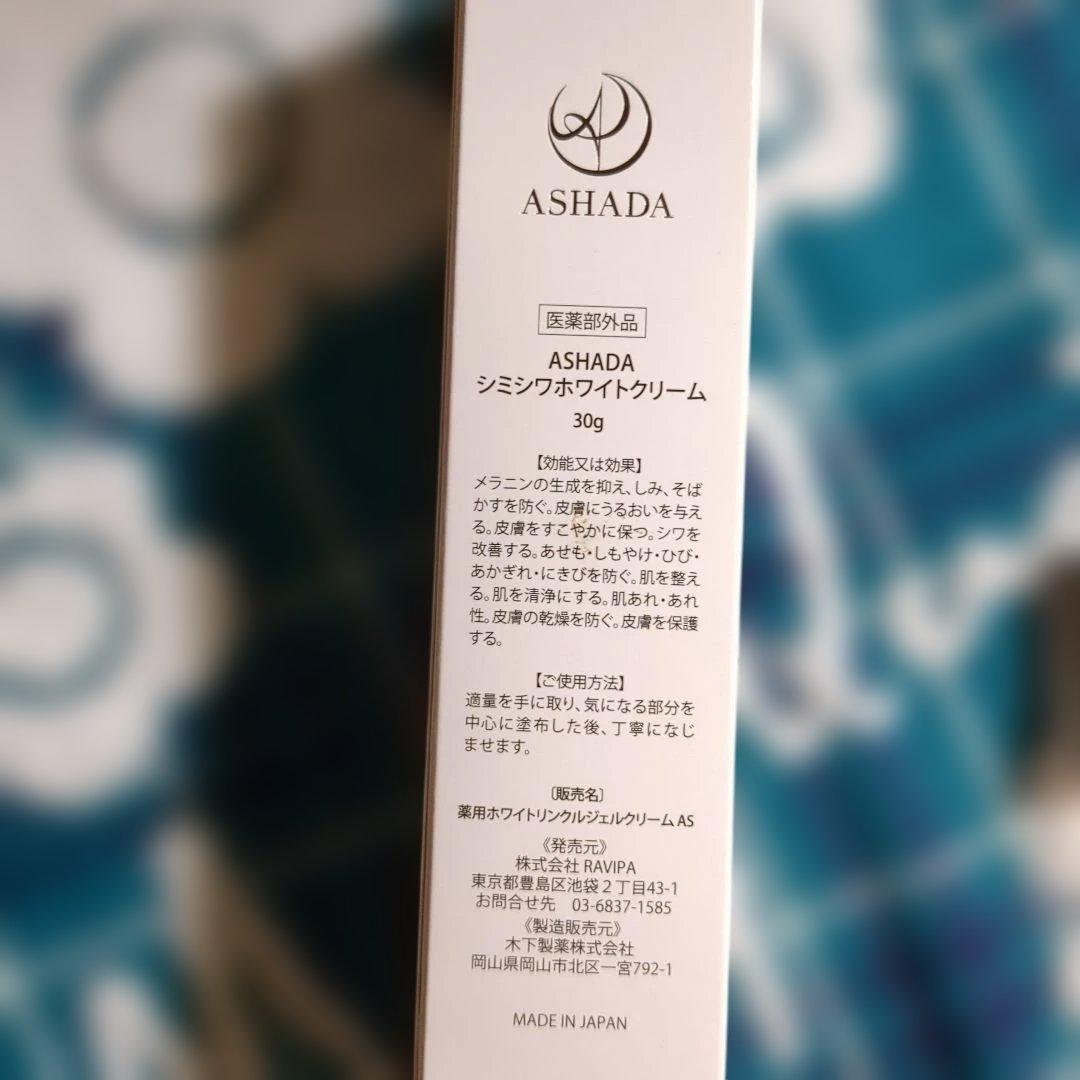 ASHADA
医薬部外品
ASHADA
シミシワホワイトクリーム
30g
【効能又は効果】
メラニンの生成を抑え、しみ、そば
かすを防ぐ。皮膚にうるおいを与え
る。皮膚をすこやかに保つ。シワを
改善する。あせも・しもやけ・ひび・
あかぎれ・にきびを防ぐ。肌を整え
る。肌を清浄にする。肌あれ・あれ
性。皮膚の乾燥を防ぐ。皮膚を保護
する。
【ご使用方法】
適量を手に取り、気になる部分を
中心に塗布した後、丁寧になじ
ませます。
〔販売名〕
薬用ホワイトリンクルジェルクリーム AS
《発売元》
株式会社 RAVIPA
東京都豊島区池袋２丁目43-1
お問合せ先　03-6837-1585
《製造販売元》
木下製薬株式会社
岡山県岡山市北区一宮792-1
MADE IN JAPAN